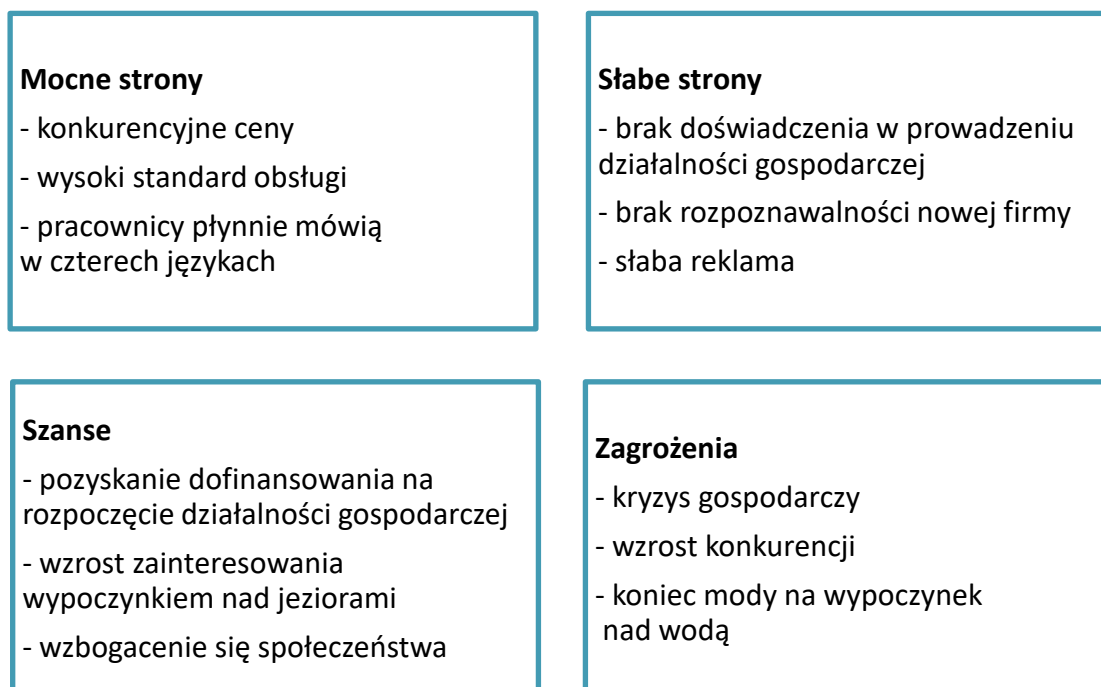 Mocne strony
- konkurencyjne ceny
- wysoki standard obsługi
- pracownicy płynnie mówią
w czterech językach
Słabe strony
- brak doświadczenia w prowadzeniu
działalności gospodarczej
- brak rozpoznawalności nowej firmy
- słaba reklama
Szanse
- pozyskanie dofinansowania na
rozpoczęcie działalności gospodarczej
- wzrost zainteresowania
wypoczynkiem nad jeziorami
- wzbogacenie się społeczeństwa
Zagrożenia
- kryzys gospodarczy
- wzrost konkurencji
- koniec mody na wypoczynek
nad wodą